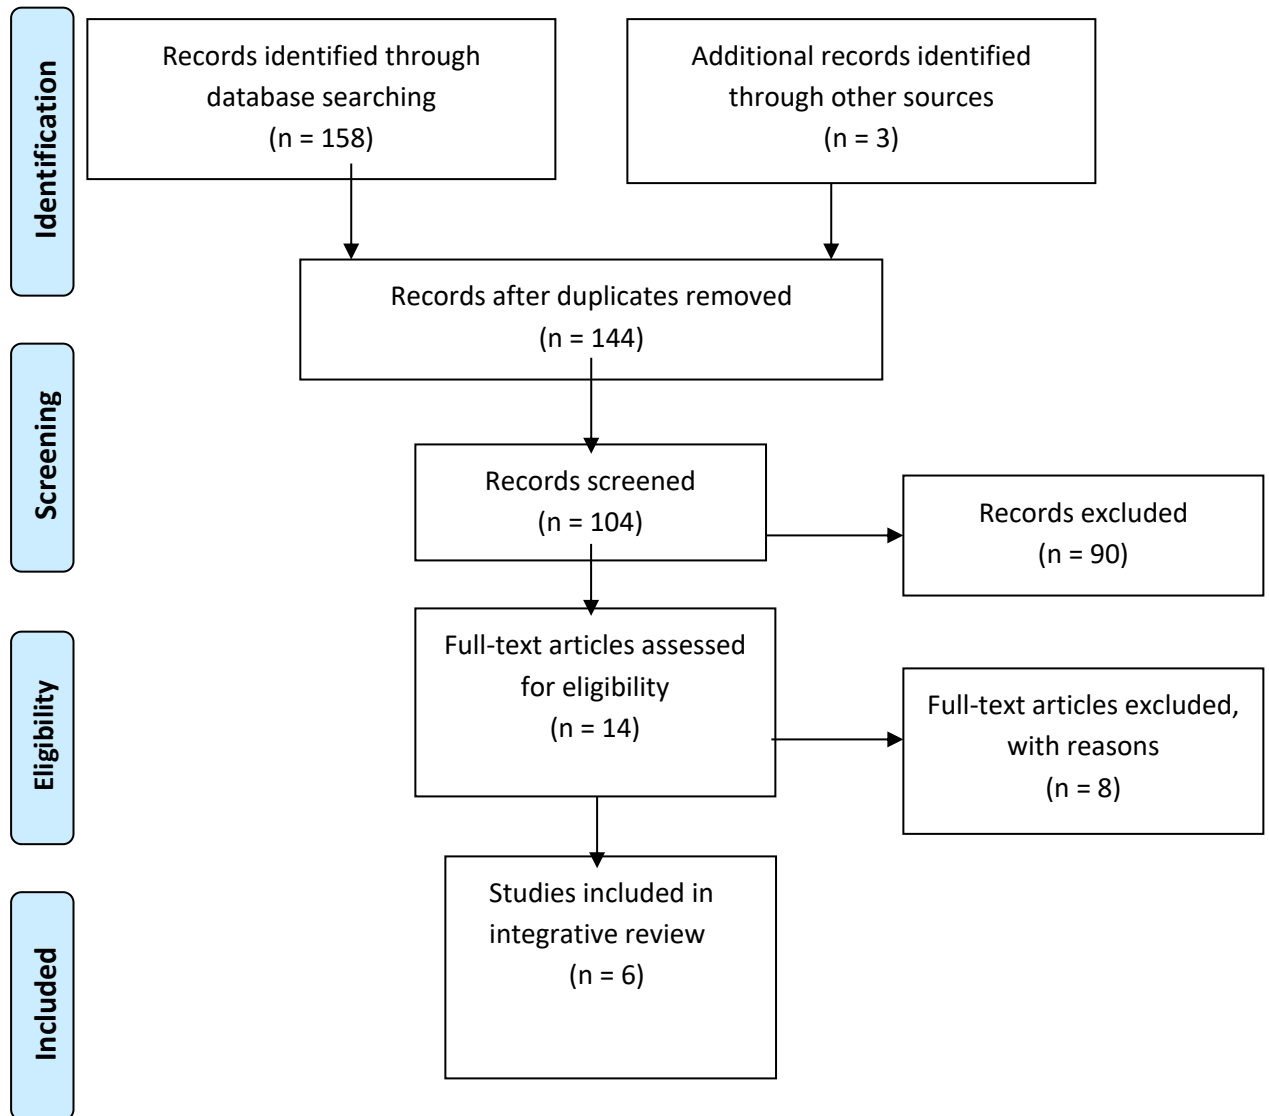 Identification
Records identified through
database searching
(n = 158)
Additional records identified
through other sources
(n = 3)
Records after duplicates removed
(n = 144)
Screening
Records screened
(n = 104)
Records excluded
(n = 90)
Eligibility
Full-text articles assessed
for eligibility
(n = 14)
Full-text articles excluded,
with reasons
(n = 8)
Included
Studies included in
integrative review
(n = 6)